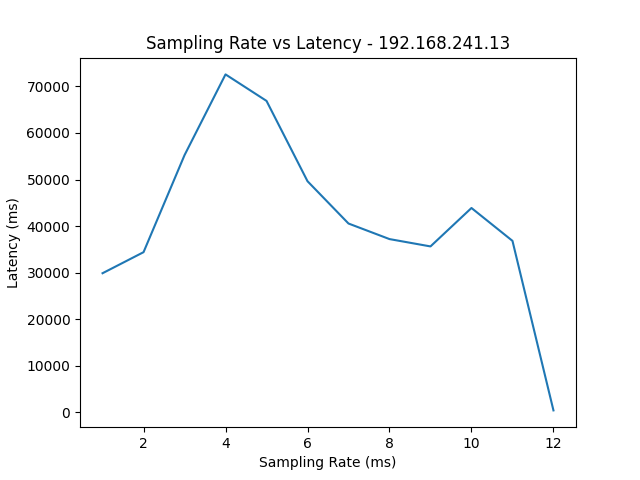 Sampling Rate vs Latency - 192.168.241.13
Latency (ms)
70000
60000
50000
40000
30000
20000
10000
0
2 4 6 8 10 12
Sampling Rate (ms)